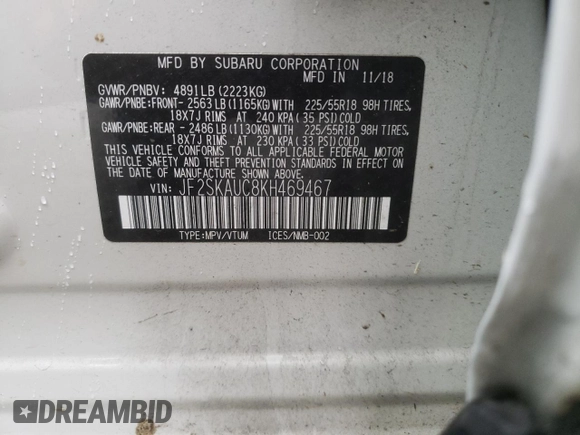 MFD BY SUBARU CORPORATION
MFD IN 11/18
GVWR/PNBV: 4891LB (2223KG)
GAWR/PNBE: FRONT- 2563LB (1165KG) WITH 225/55R18 98H TIRES,
18X7J RIMS AT 240 KPA (35 PSI) COLD
GAWR/PNBE: REAR - 2486LB (1130KG) WITH 225/55R18 98H TIRES,
18X7J RIMS AT 230 KPA (33 PSI) COLD
THIS VEHICLE CONFORMS TO ALL APPLICABLE FEDERAL MOTOR
VEHICLE SAFETY AND THEFT PREVENTION STANDARDS IN EFFECT ON
THE DATE OF MANUFACTURE SHOWN ABOVE.
VIN: JF2SKAUC8KH469467
TYPE:MPV/VTUM ICES/NMB-002
DREAMBID